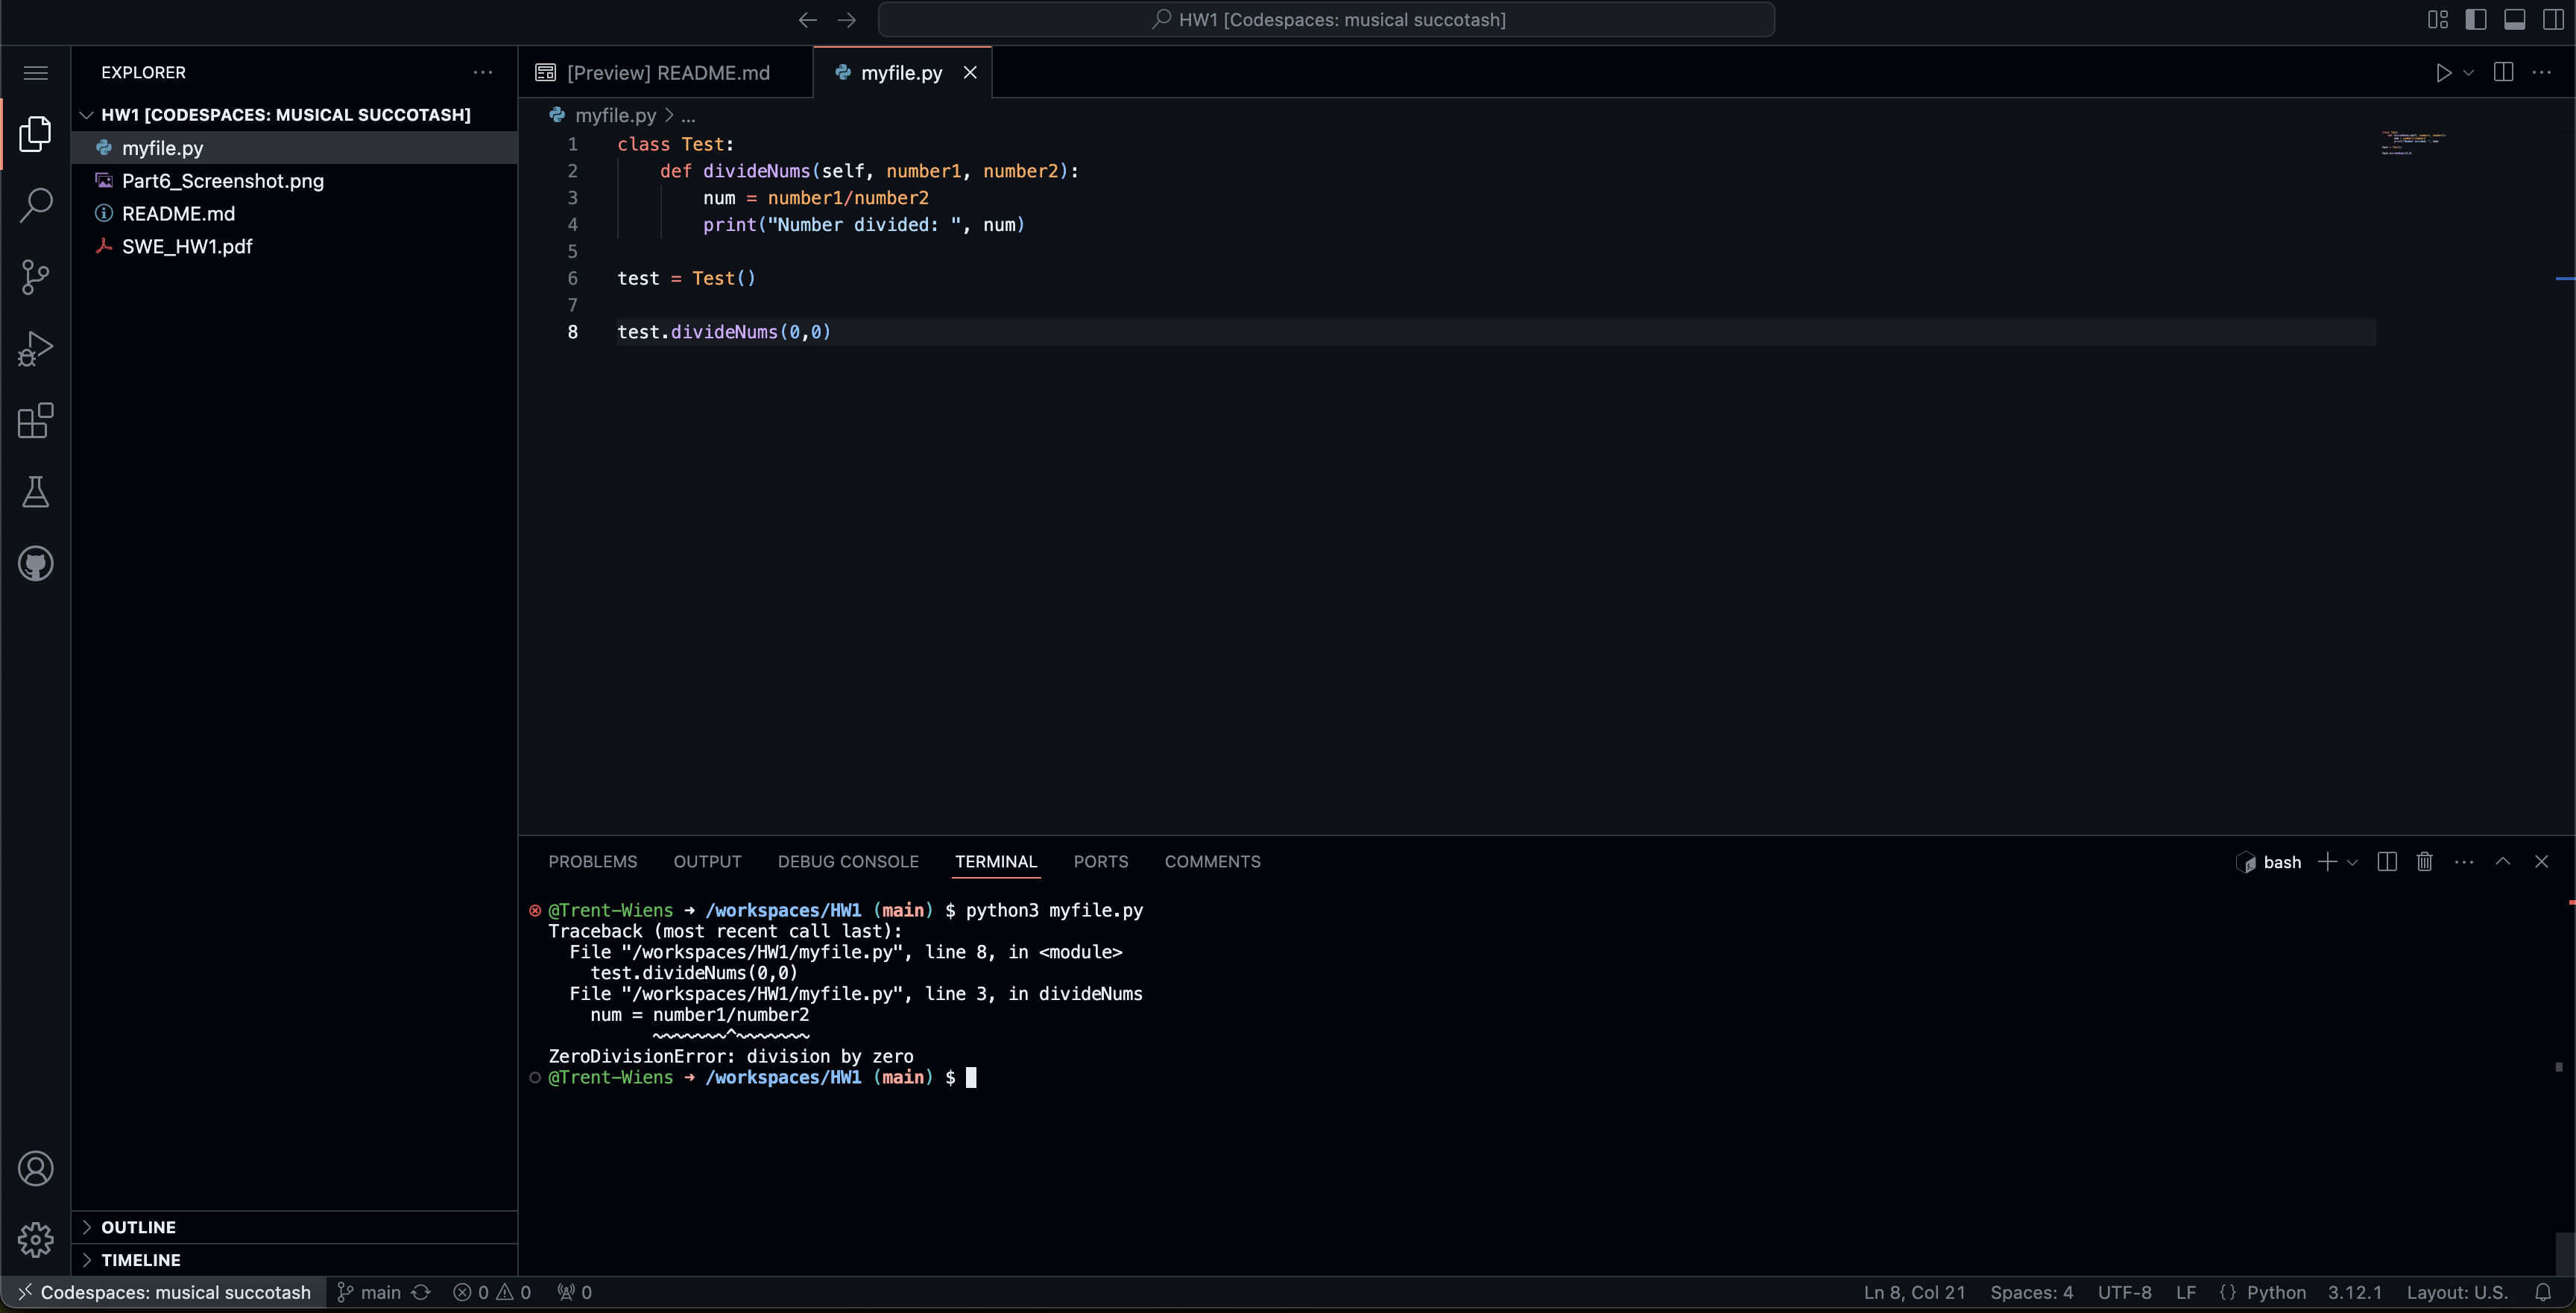 HW1 [Codespaces: musical succotash]
EXPLORER
HW1 [CODESPACES: MUSICAL SUCCOTASH]
myfile.py
Part6_Screenshot.png
README.md
SWE_HW1.pdf
OUTLINE
TIMELINE
[Preview] README.md
myfile.py
myfile.py > ...
1 class Test:
2 def divideNums(self, number1, number2):
3 num = number1/number2
4 print("Number divided: ", num)
5
6 test = Test()
7
8 test.divideNums(0,0)
PROBLEMS OUTPUT DEBUG CONSOLE TERMINAL PORTS COMMENTS
bash
@Trent-Wiens → /workspaces/HW1 (main) $ python3 myfile.py
Traceback (most recent call last):
File "/workspaces/HW1/myfile.py", line 8, in <module>
test.divideNums(0,0)
File "/workspaces/HW1/myfile.py", line 3, in divideNums
num = number1/number2
~~~~~~~^~~~~~~~
ZeroDivisionError: division by zero
@Trent-Wiens → /workspaces/HW1 (main) $
Codespaces: musical succotash main 0 0 0 Ln 8, Col 21 Spaces: 4 UTF-8 LF {} Python 3.12.1 Layout: U.S.